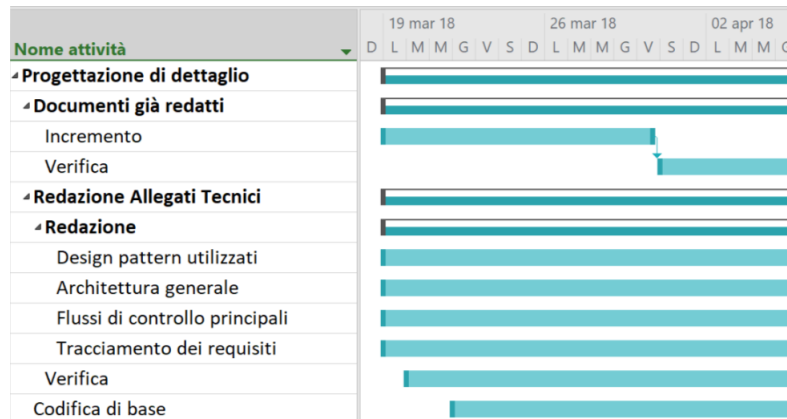 19 mar 18 26 mar 18 02 apr 18
Nome attività D L M M G V S D L M M G V S D L M M G
Progettazione di dettaglio
Documenti già redatti
Incremento
Verifica
Redazione Allegati Tecnici
Redazione
Design pattern utilizzati
Architettura generale
Flussi di controllo principali
Tracciamento dei requisiti
Verifica
Codifica di base